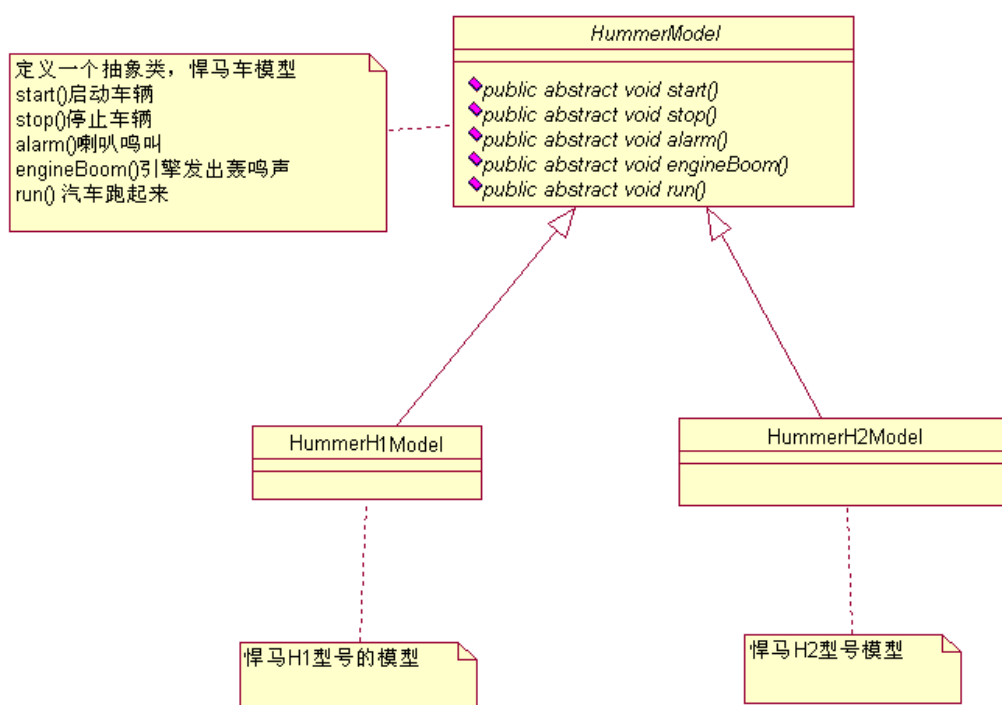 HummerModel
public abstract void start()
public abstract void stop()
public abstract void alarm()
public abstract void engineBoom()
public abstract void run()
定义一个抽象类，悍马车模型
start()启动车辆
stop()停止车辆
alarm()喇叭鸣叫
engineBoom()引擎发出轰鸣声
run() 汽车跑起来
HummerH1Model
HummerH2Model
悍马H1型号的模型
悍马H2型号模型